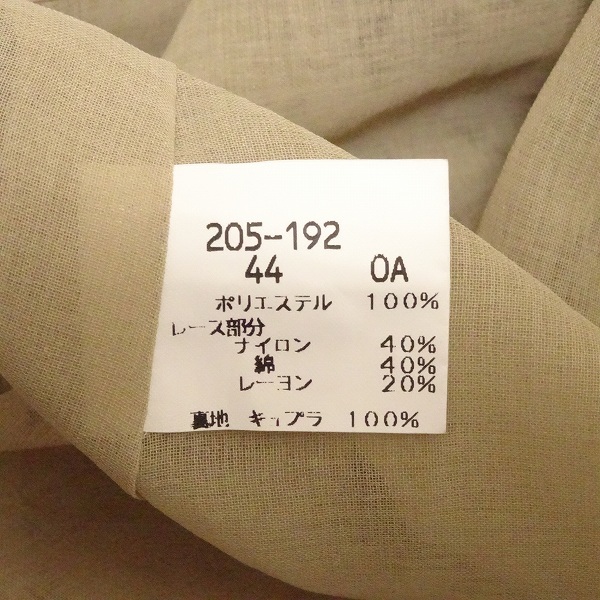 205-192
44 0A
ポリエステル 100%
レース部分
ナイロン 40%
綿 40%
レーヨン 20%
裏地 キュプラ 100%